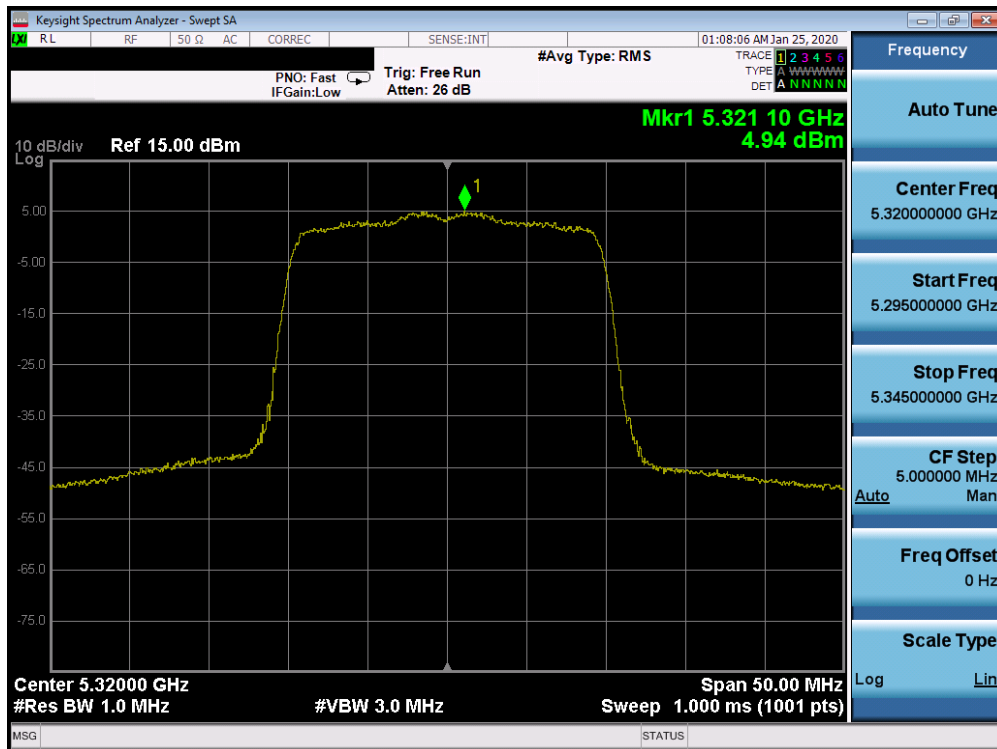 Keysight Spectrum Analyzer - Swept SA
LXI RL RF 50 Ω AC CORREC SENSE:INT 01:08:06 AM Jan 25, 2020
PNO: Fast
IFGain:Low
Trig: Free Run
Atten: 26 dB
#Avg Type: RMS
TRACE 1 2 3 4 5 6
TYPE A WWWWW
DET A N N N N N
Mkr1 5.321 10 GHz
4.94 dBm
10 dB/div Ref 15.00 dBm
Log
1
5.00
-5.00
-15.0
-25.0
-35.0
-45.0
-55.0
-65.0
-75.0
Center 5.32000 GHz Span 50.00 MHz
#Res BW 1.0 MHz #VBW 3.0 MHz Sweep 1.000 ms (1001 pts)
MSG STATUS
Frequency
Auto Tune
Center Freq
5.320000000 GHz
Start Freq
5.295000000 GHz
Stop Freq
5.345000000 GHz
CF Step
5.000000 MHz
Auto Man
Freq Offset
0 Hz
Scale Type
Log Lin